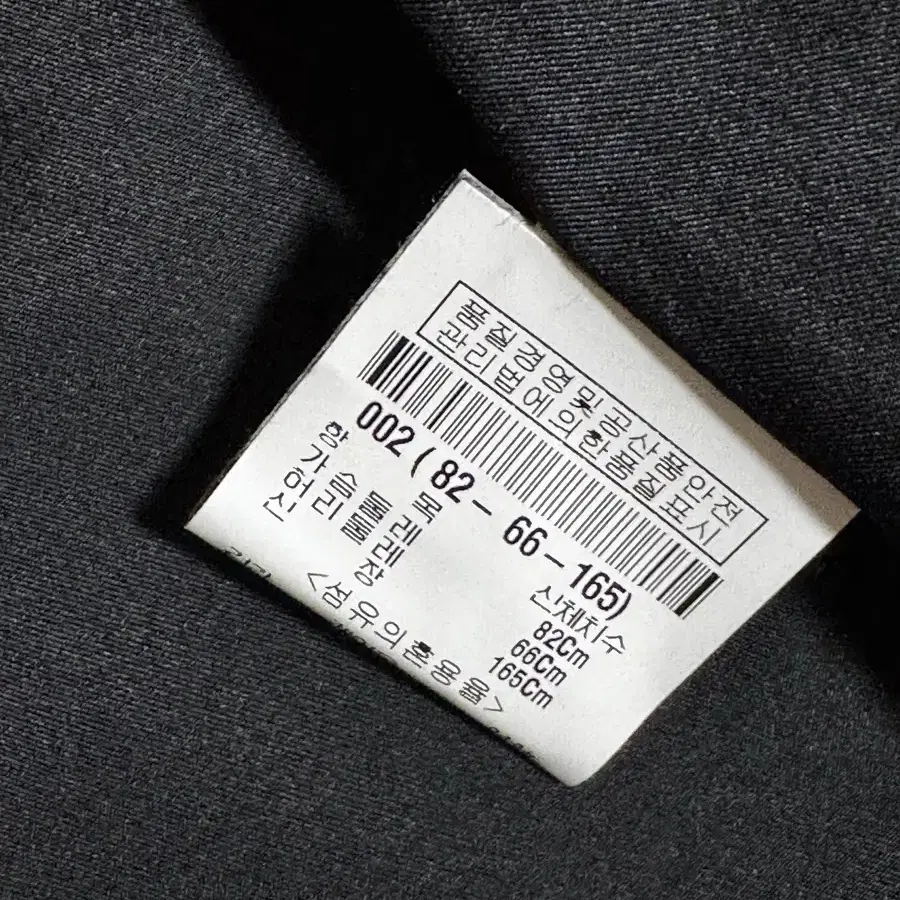 품질경영및공산품안전
관리법에의한품질표시
002 ( 82 - 66 - 165)
항 목 신체치수
가슴둘레 82Cm
허리둘레 66Cm
신 장 165Cm
<섬유의혼용율>